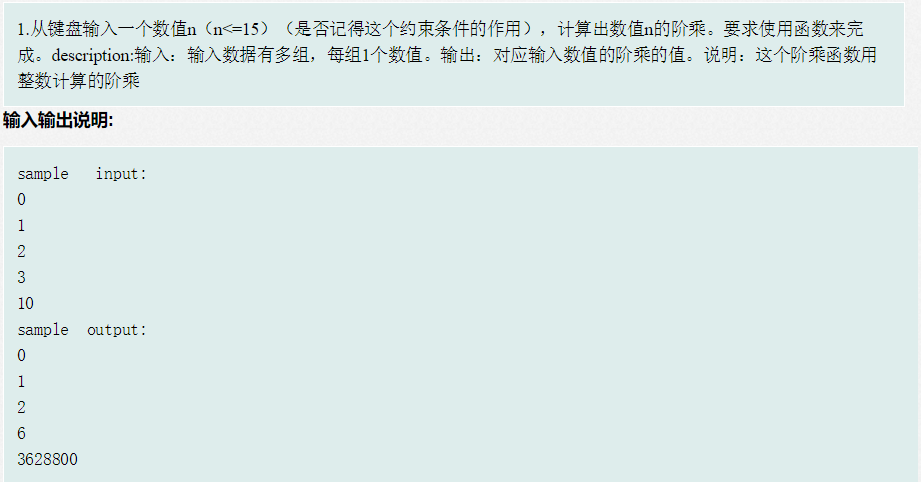 1.从键盘输入一个数值n（n<=15）（是否记得这个约束条件的作用），计算出数值n的阶乘。要求使用函数来完
成。description:输入：输入数据有多组，每组1个数值。输出：对应输入数值的阶乘的值。说明：这个阶乘函数用
整数计算的阶乘
输入输出说明:
sample   input:
0
1
2
3
10
sample  output:
0
1
2
6
3628800